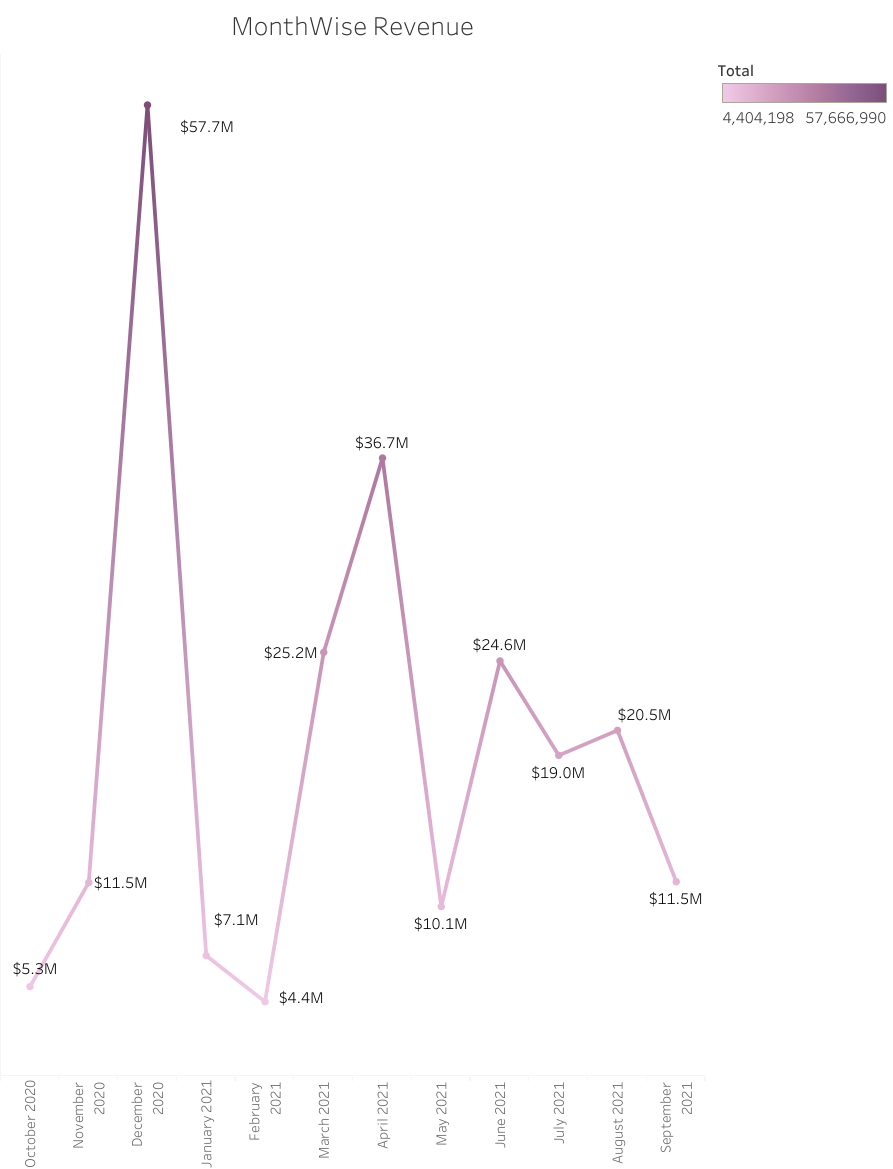 MonthWise Revenue
Total
4,404,198 57,666,990
$57.7M
$36.7M
$25.2M
$24.6M
$20.5M
$19.0M
$11.5M
$11.5M
$7.1M
$10.1M
$5.3M
$4.4M
October 2020
November
2020
December
2020
January 2021
February
2021
March 2021
April 2021
May 2021
June 2021
July 2021
August 2021
September
2021